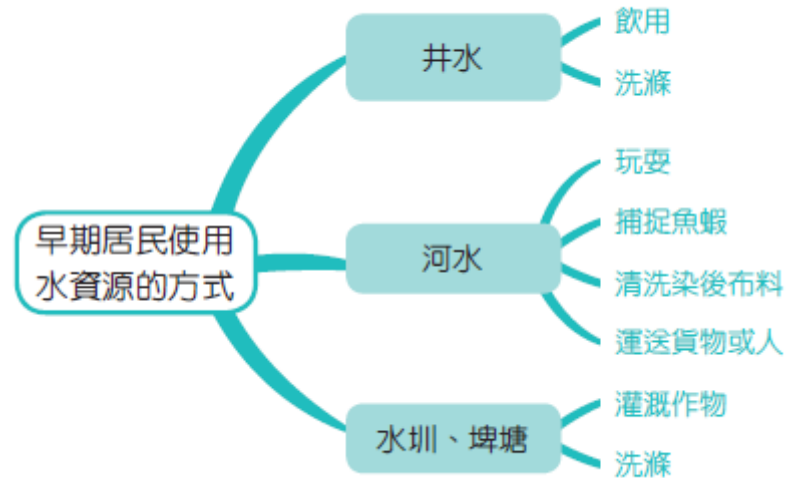 早期居民使用
水資源的方式
井水
飲用
洗滌
河水
玩耍
捕捉魚蝦
清洗染後布料
運送貨物或人
水圳、埤塘
灌溉作物
洗滌